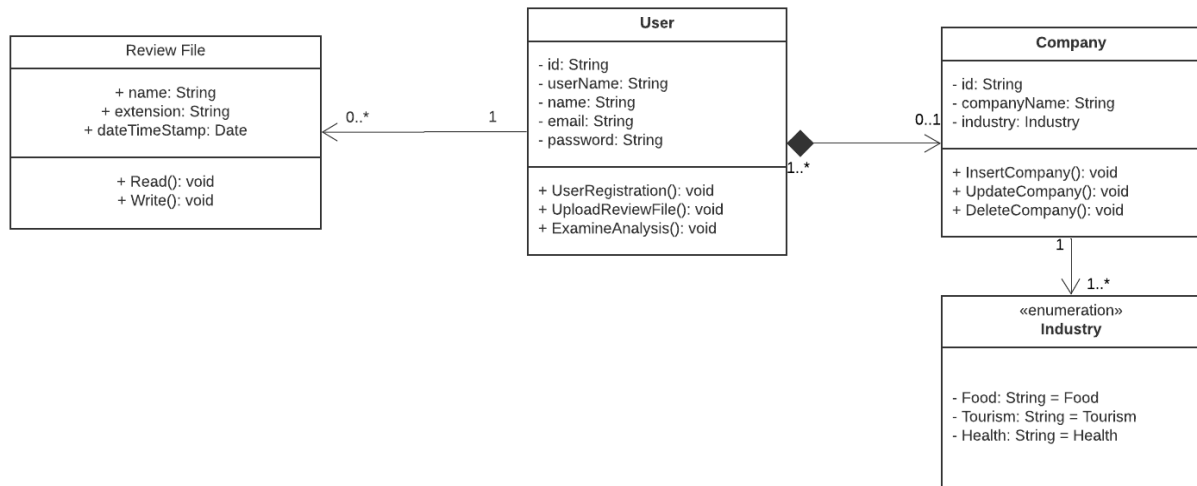 Review File
+ name: String
+ extension: String
+ dateTimeStamp: Date
+ Read(): void
+ Write(): void
0..*
1
User
- id: String
- userName: String
- name: String
- email: String
- password: String
+ UserRegistration(): void
+ UploadReviewFile(): void
+ ExamineAnalysis(): void
1..*
0..1
Company
- id: String
- companyName: String
- industry: Industry
+ InsertCompany(): void
+ UpdateCompany(): void
+ DeleteCompany(): void
1
1..*
«enumeration»
Industry
- Food: String = Food
- Tourism: String = Tourism
- Health: String = Health